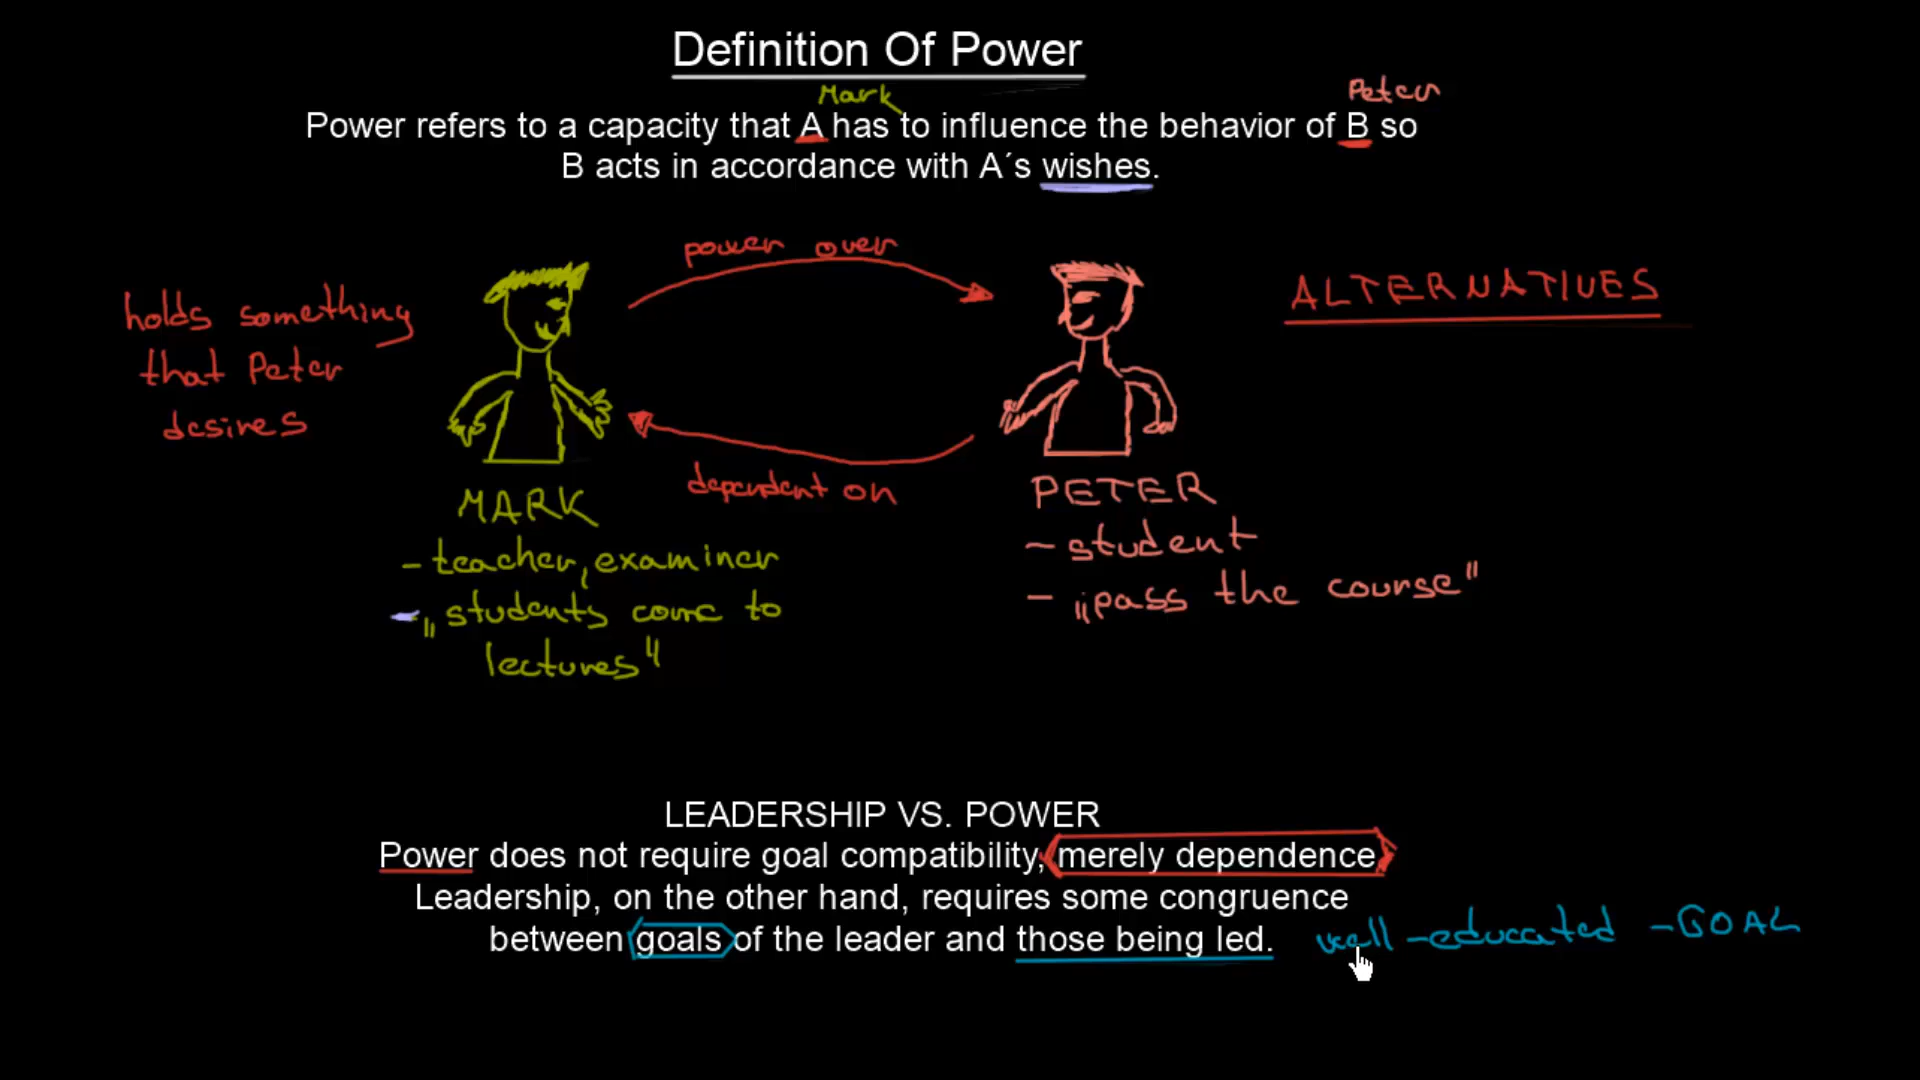 Definition Of Power
Mark
Peter
Power refers to a capacity that A has to influence the behavior of B so
B acts in accordance with A´s wishes.
power over
ALTERNATIVES
holds something
that Peter
desires
dependent on
MARK
- teacher, examiner
- „students come to
lectures"
PETER
- student
- „pass the course"
LEADERSHIP VS. POWER
Power does not require goal compatibility, merely dependence
Leadership, on the other hand, requires some congruence
between goals of the leader and those being led.
well-educated - GOAL